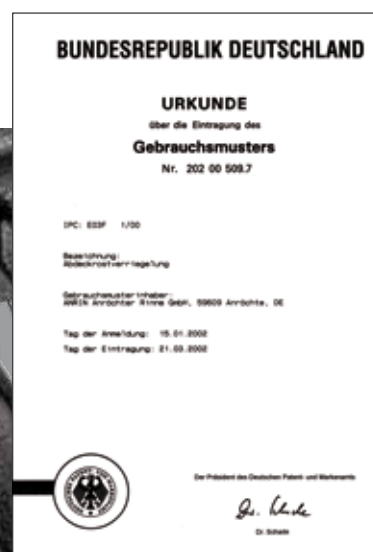 BUNDESREPUBLIK DEUTSCHLAND
URKUNDE
über die Eintragung des
Gebrauchsmusters
Nr. 202 00 509.7
IPC: E03F 1/00
Bezeichnung:
Abdeckrostverriegelung
Gebrauchsmusterinhaber:
ANRIN Anröchter Rinne GmbH, 59609 Anröchte, DE
Tag der Anmeldung: 15.01.2002
Tag der Eintragung: 21.03.2002
Der Präsident des Deutschen Patent- und Markenamts
Dr. Schade